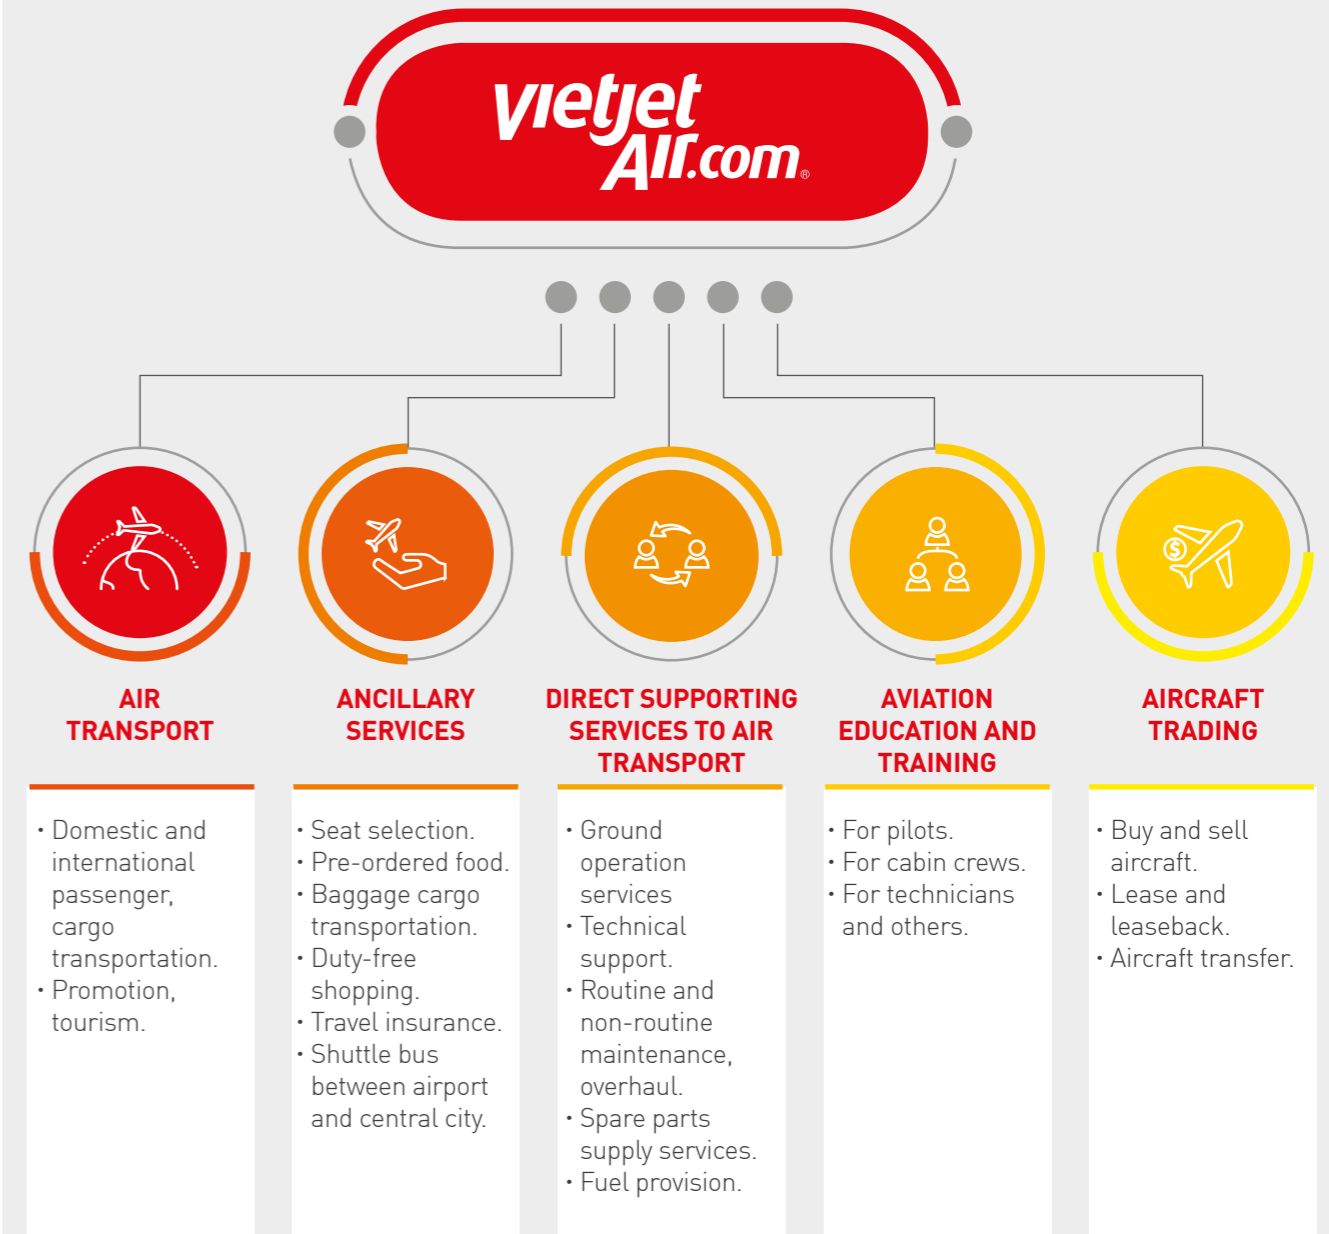 vietjet
Air.com®
AIR
TRANSPORT
· Domestic and
international
passenger,
cargo
transportation.
· Promotion,
tourism.
ANCILLARY
SERVICES
· Seat selection.
· Pre-ordered food.
· Baggage cargo
transportation.
· Duty-free
shopping.
· Travel insurance.
· Shuttle bus
between airport
and central city.
DIRECT SUPPORTING
SERVICES TO AIR
TRANSPORT
· Ground
operation
services
· Technical
support.
· Routine and
non-routine
maintenance,
overhaul.
· Spare parts
supply services.
· Fuel provision.
AVIATION
EDUCATION AND
TRAINING
· For pilots.
· For cabin crews.
· For technicians
and others.
$
AIRCRAFT
TRADING
· Buy and sell
aircraft.
· Lease and
leaseback.
· Aircraft transfer.